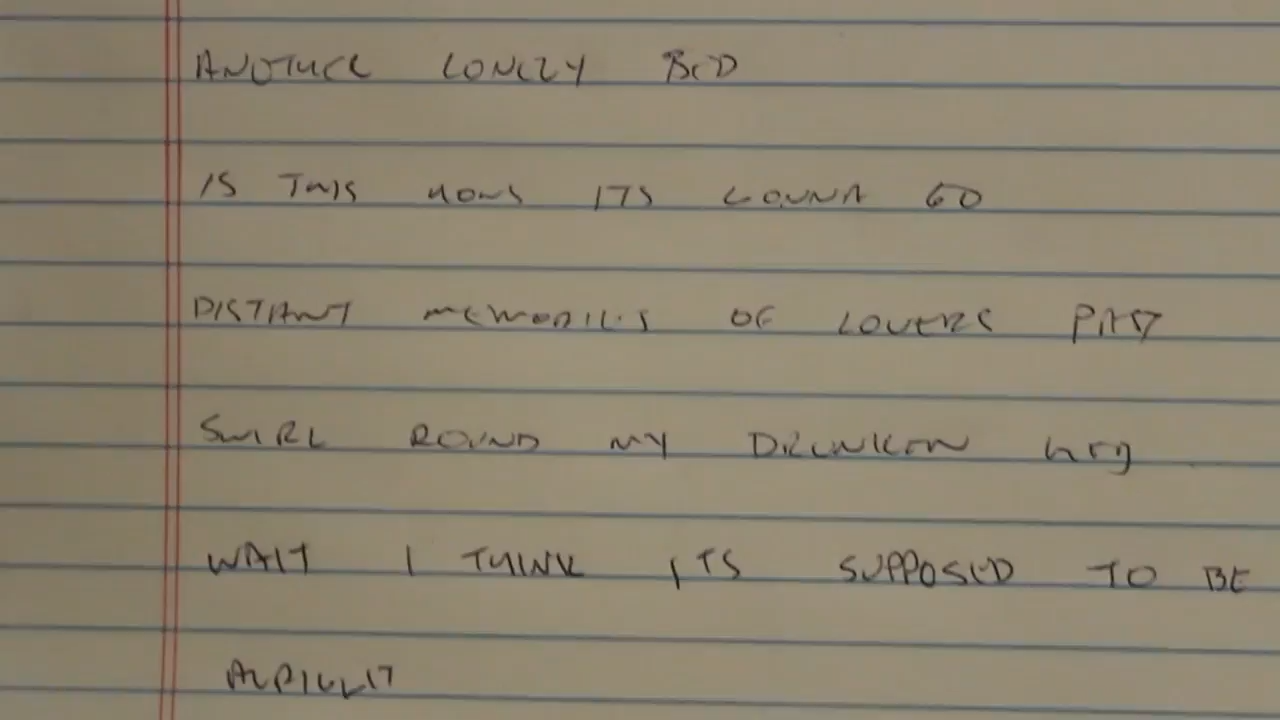 ANOTHER LONELY BED
IS THIS HOW ITS GONNA GO
DISTANT MEMORIES OF LOVERS PAST
SWIRL ROUND MY DRUNKEN
WAIT I THINK ITS SUPPOSED TO BE